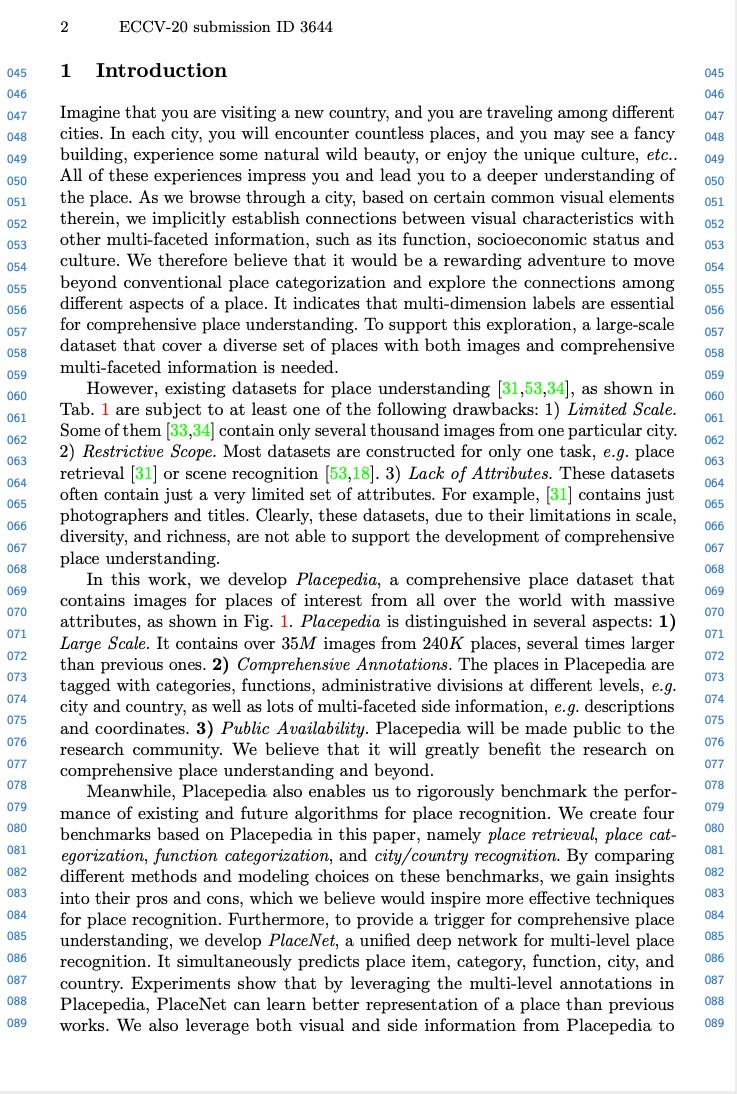 2 ECCV-20 submission ID 3644
045 1 Introduction 045
046 046
047 Imagine that you are visiting a new country, and you are traveling among different 047
048 cities. In each city, you will encounter countless places, and you may see a fancy 048
049 building, experience some natural wild beauty, or enjoy the unique culture, etc.. 049
050 All of these experiences impress you and lead you to a deeper understanding of 050
051 the place. As we browse through a city, based on certain common visual elements 051
052 therein, we implicitly establish connections between visual characteristics with 052
053 other multi-faceted information, such as its function, socioeconomic status and 053
054 culture. We therefore believe that it would be a rewarding adventure to move 054
055 beyond conventional place categorization and explore the connections among 055
056 different aspects of a place. It indicates that multi-dimension labels are essential 056
057 for comprehensive place understanding. To support this exploration, a large-scale 057
058 dataset that cover a diverse set of places with both images and comprehensive 058
059 multi-faceted information is needed. 059
060 However, existing datasets for place understanding [31,53,34], as shown in 060
061 Tab. 1 are subject to at least one of the following drawbacks: 1) Limited Scale. 061
062 Some of them [33,34] contain only several thousand images from one particular city. 062
063 2) Restrictive Scope. Most datasets are constructed for only one task, e.g. place 063
064 retrieval [31] or scene recognition [53,18]. 3) Lack of Attributes. These datasets 064
065 often contain just a very limited set of attributes. For example, [31] contains just 065
066 photographers and titles. Clearly, these datasets, due to their limitations in scale, 066
diversity, and richness, are not able to support the development of comprehensive
067 place understanding. 067
068 In this work, we develop Placepedia, a comprehensive place dataset that 068
069 contains images for places of interest from all over the world with massive 069
070 attributes, as shown in Fig. 1. Placepedia is distinguished in several aspects: 1) 070
071 Large Scale. It contains over 35M images from 240K places, several times larger 071
072 than previous ones. 2) Comprehensive Annotations. The places in Placepedia are 072
073 tagged with categories, functions, administrative divisions at different levels, e.g. 073
074 city and country, as well as lots of multi-faceted side information, e.g. descriptions 074
075 and coordinates. 3) Public Availability. Placepedia will be made public to the 075
076 research community. We believe that it will greatly benefit the research on 076
077 comprehensive place understanding and beyond. 077
078 Meanwhile, Placepedia also enables us to rigorously benchmark the perfor- 078
079 mance of existing and future algorithms for place recognition. We create four 079
080 benchmarks based on Placepedia in this paper, namely place retrieval, place cat- 080
081 egorization, function categorization, and city/country recognition. By comparing 081
082 different methods and modeling choices on these benchmarks, we gain insights 082
083 into their pros and cons, which we believe would inspire more effective techniques 083
084 for place recognition. Furthermore, to provide a trigger for comprehensive place 084
085 understanding, we develop PlaceNet, a unified deep network for multi-level place 085
086 recognition. It simultaneously predicts place item, category, function, city, and 086
087 country. Experiments show that by leveraging the multi-level annotations in 087
088 Placepedia, PlaceNet can learn better representation of a place than previous 088
089 works. We also leverage both visual and side information from Placepedia to 089